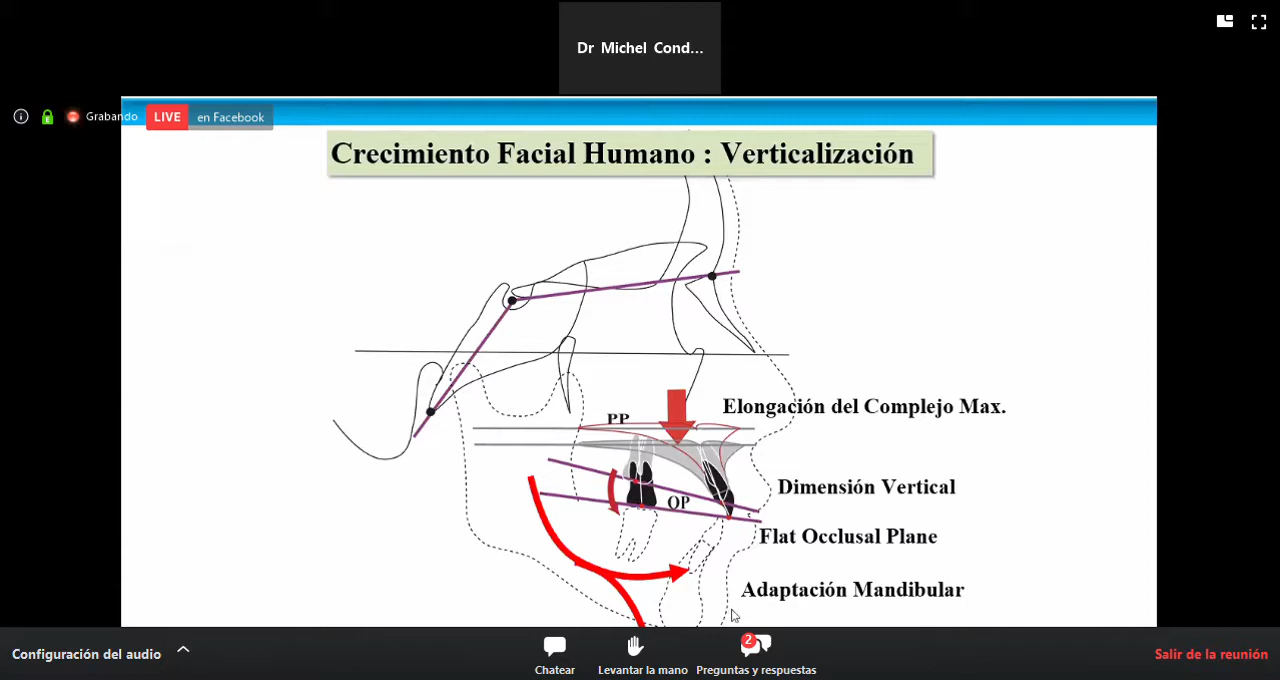 Dr Michel Cond...
Grabando
LIVE en Facebook
Crecimiento Facial Humano : Verticalización
Elongación del Complejo Max.
PP
Dimensión Vertical
OP
Flat Occlusal Plane
Adaptación Mandibular
Configuración del audio
Chatear
Levantar la mano
2
Preguntas y respuestas
Salir de la reunión